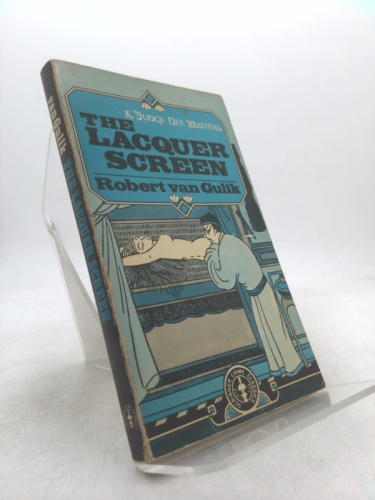 A Judge Dee Mystery
THE
LACQUER
SCREEN
Robert van Gulik
van Gulik THE LACQUER SCREEN